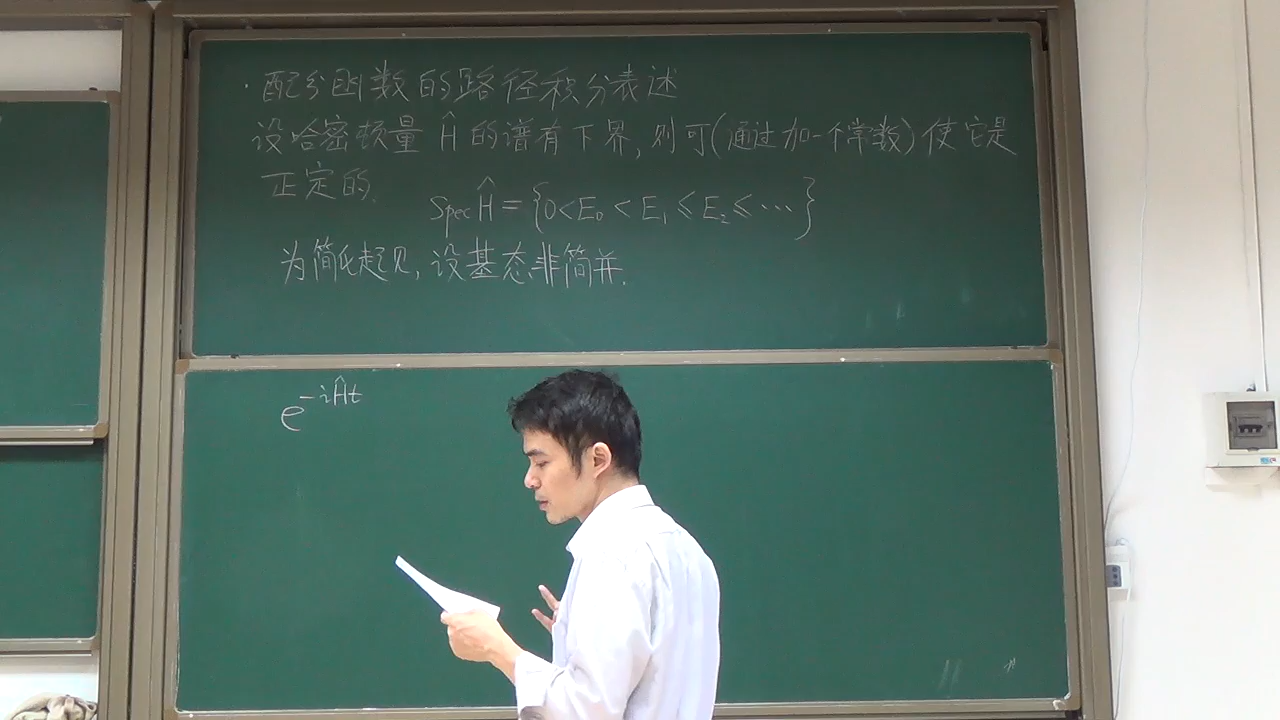 · 配分函数的路径积分表述
设哈密顿量 Ĥ 的谱有下界, 则可(通过加一个常数) 使它是
正定的.
Spec Ĥ = {0 < E₀ < E₁ ≤ E₂ ≤ ⋯}
为简化起见, 设基态非简并.
e^{-iĤt}